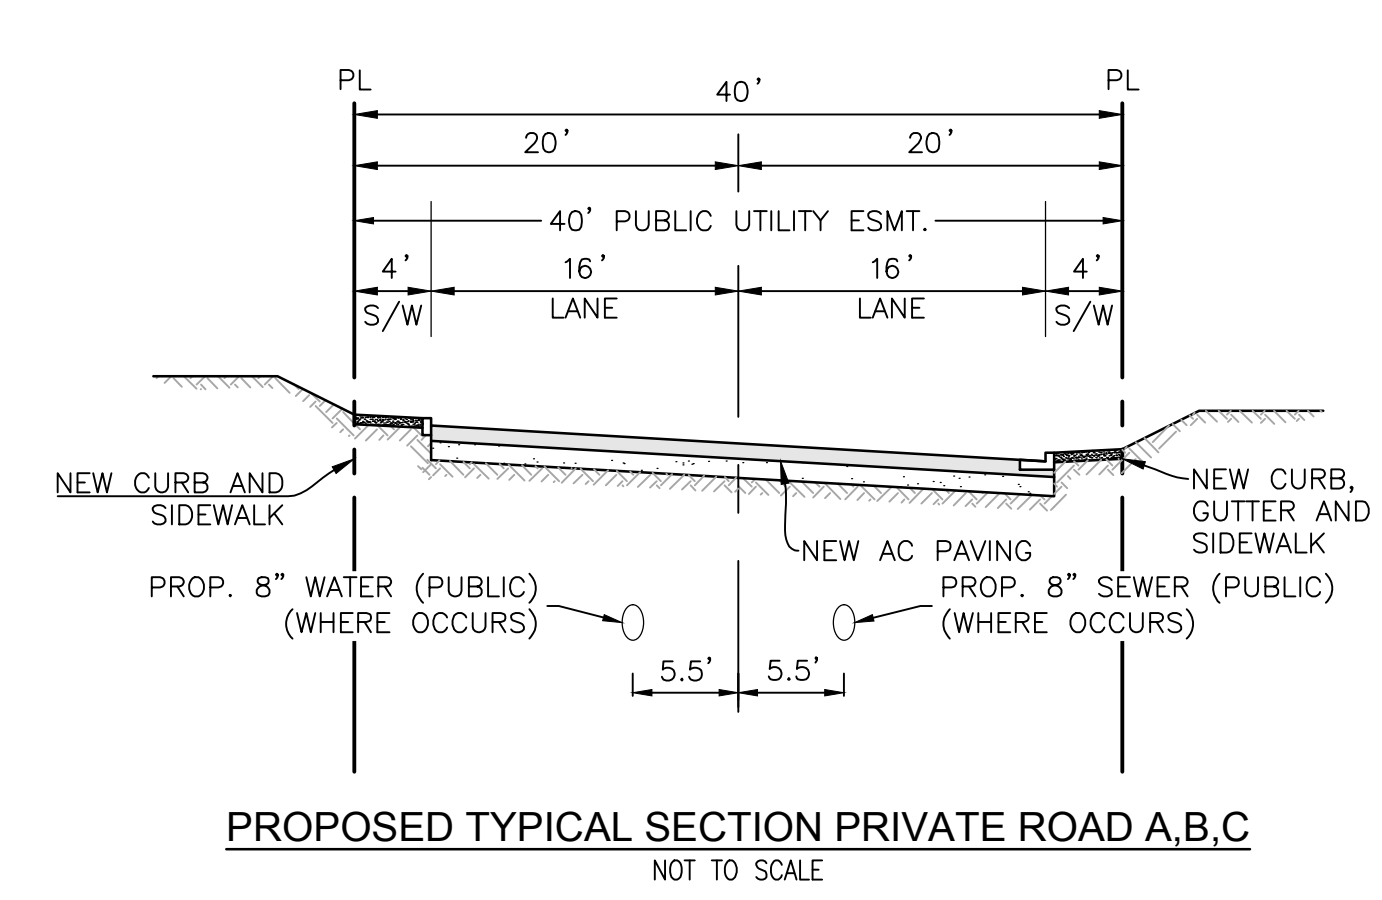 PL
PL
40'
20'
20'
40' PUBLIC UTILITY ESMT.
4'
16'
16'
4'
S/W
LANE
LANE
S/W
NEW CURB AND
SIDEWALK
NEW CURB,
GUTTER AND
SIDEWALK
NEW AC PAVING
PROP. 8" WATER (PUBLIC)
(WHERE OCCURS)
PROP. 8" SEWER (PUBLIC)
(WHERE OCCURS)
5.5'
5.5'
PROPOSED TYPICAL SECTION PRIVATE ROAD A,B,C
NOT TO SCALE